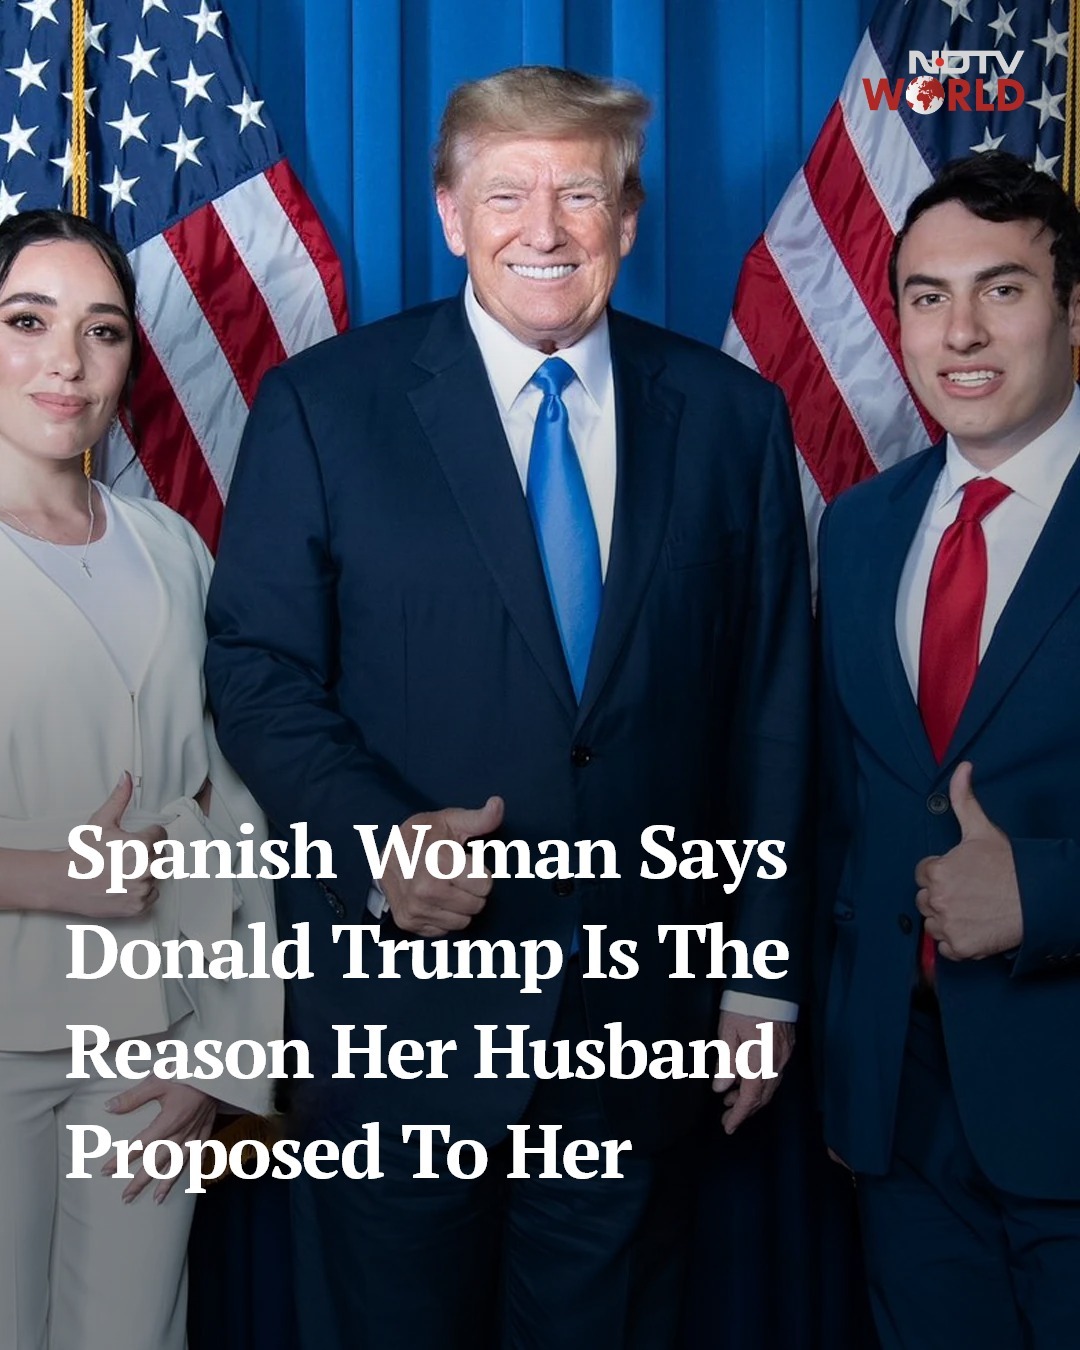 NDTV
WORLD
Spanish Woman Says
Donald Trump Is The
Reason Her Husband
Proposed To Her